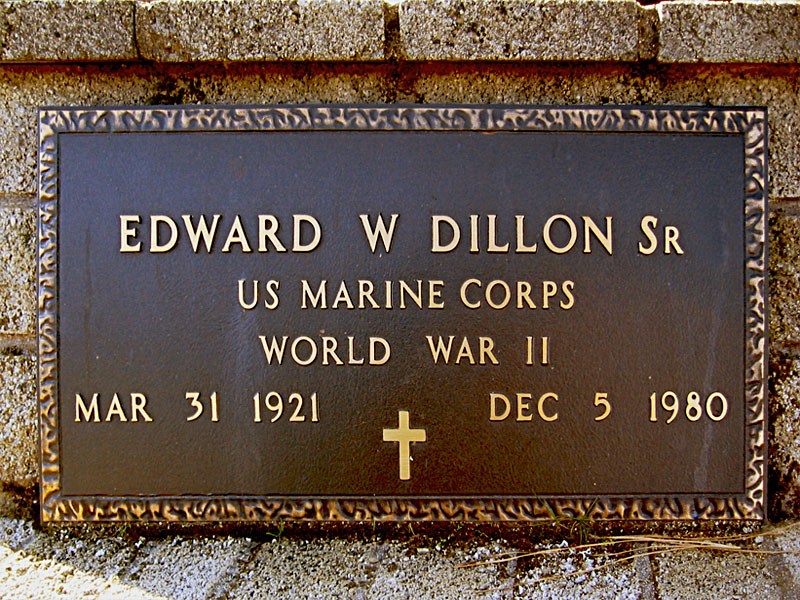 EDWARD W DILLON SR
US MARINE CORPS
WORLD WAR II
MAR 31 1921 DEC 5 1980